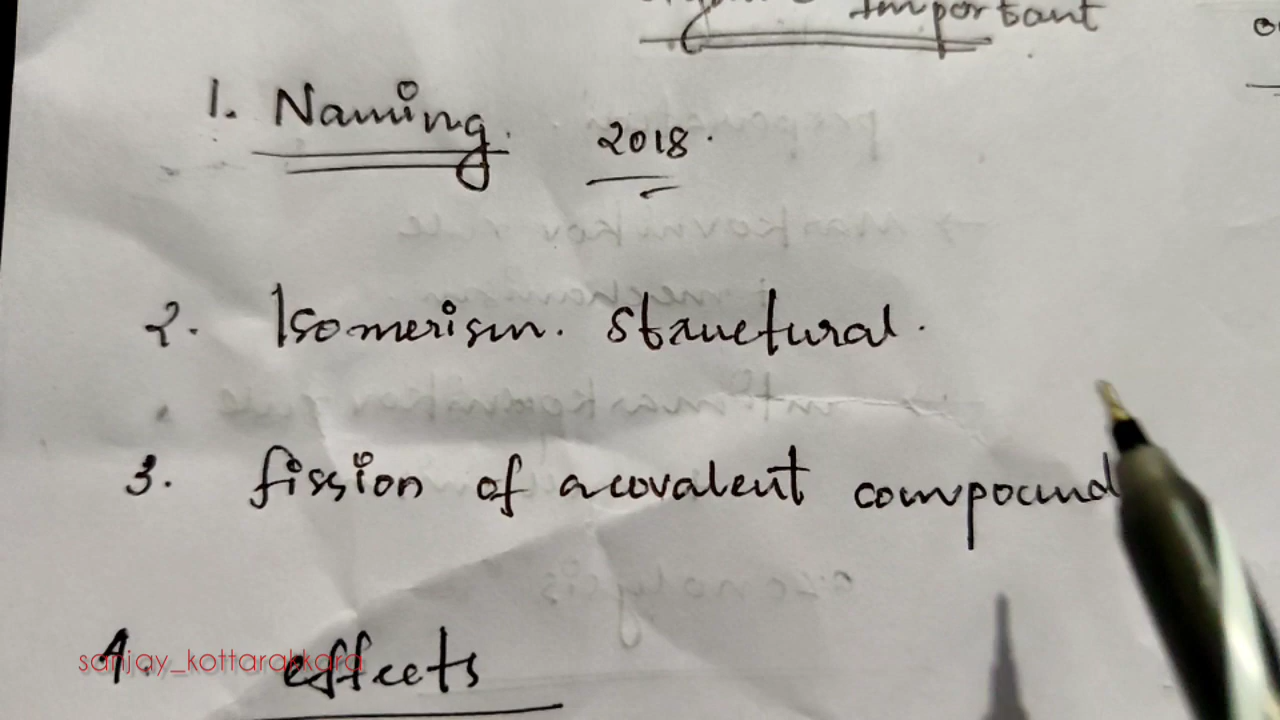 Important
1. Naming. 2018.
2. Isomerism. structural.
3. fission of a covalent compound
4. effects
sanjay_kottarakkara